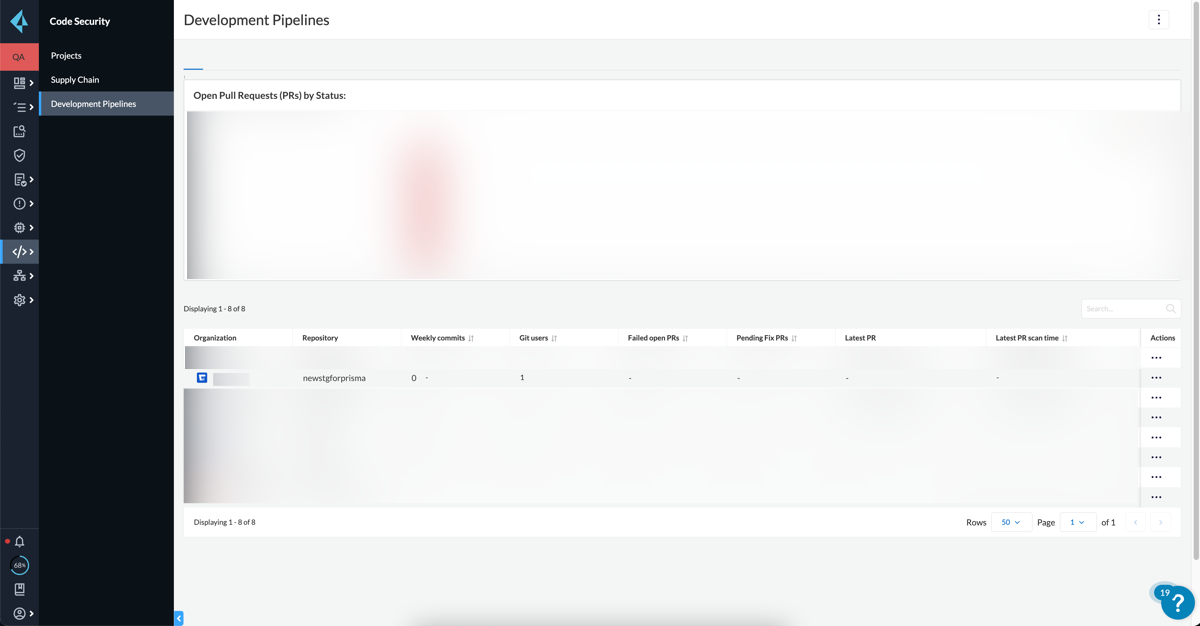 Code Security
Development Pipelines
QA
Projects
Supply Chain
Development Pipelines
Open Pull Requests (PRs) by Status:
Displaying 1 - 8 of 8
Search...
Organization Repository Weekly commits Git users Failed open PRs Pending Fix PRs Latest PR Latest PR scan time Actions
newstgforprisma 0 - 1 - - - -
Displaying 1 - 8 of 8 Rows 50 Page 1 of 1
68%
19
?